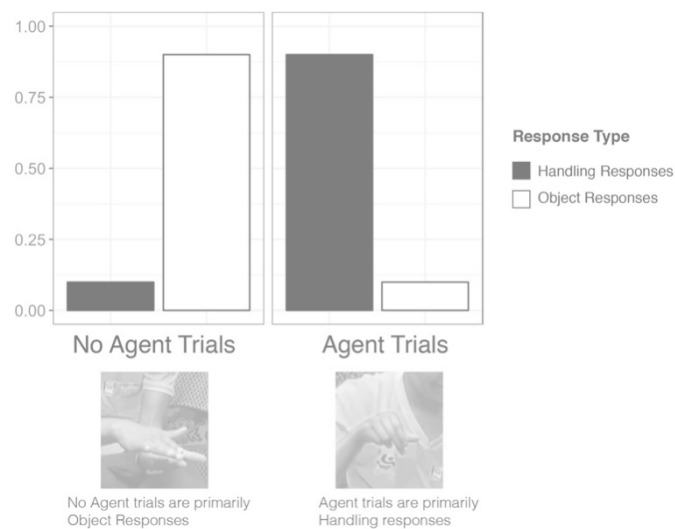 1.00
0.75
0.50
0.25
0.00
Response Type
Handling Responses
Object Responses
No Agent Trials
Agent Trials
No Agent trials are primarily
Object Responses
Agent trials are primarily
Handling responses